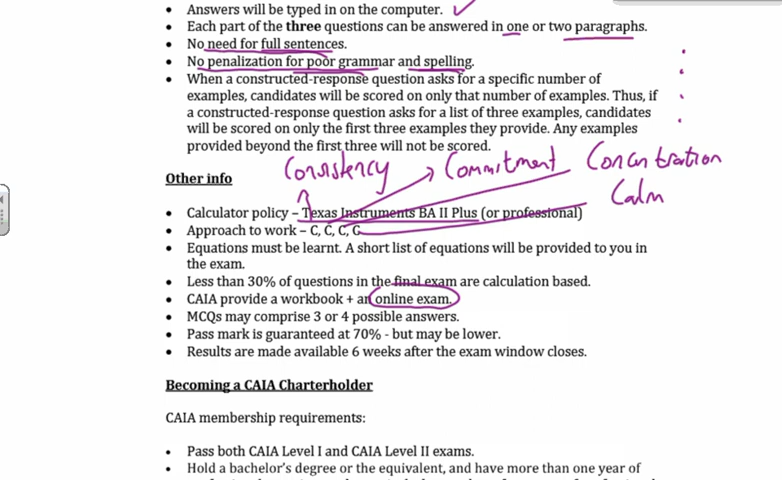 • Answers will be typed in on the computer.
• Each part of the three questions can be answered in one or two paragraphs.
• No need for full sentences.
• No penalization for poor grammar and spelling.
• When a constructed-response question asks for a specific number of
examples, candidates will be scored on only that number of examples. Thus, if
a constructed-response question asks for a list of three examples, candidates
will be scored on only the first three examples they provide. Any examples
provided beyond the first three will not be scored.
Consistency Commitment Concentration
Other info
Calm
• Calculator policy – Texas Instruments BA II Plus (or professional)
• Approach to work – C, C, C, C
• Equations must be learnt. A short list of equations will be provided to you in
the exam.
• Less than 30% of questions in the final exam are calculation based.
• CAIA provide a workbook + an online exam.
• MCQs may comprise 3 or 4 possible answers.
• Pass mark is guaranteed at 70% - but may be lower.
• Results are made available 6 weeks after the exam window closes.
Becoming a CAIA Charterholder
CAIA membership requirements:
• Pass both CAIA Level I and CAIA Level II exams.
• Hold a bachelor's degree or the equivalent, and have more than one year of